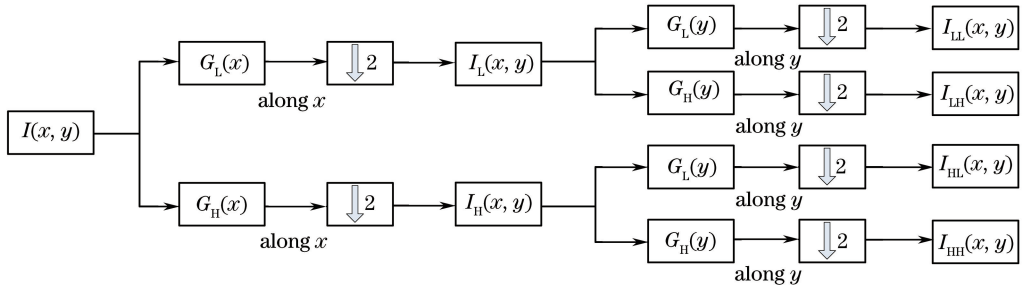 I(x, y)
G_L(x)
2
along x
I_L(x, y)
G_L(y)
2
along y
I_LL(x, y)
G_H(y)
2
along y
I_LH(x, y)
G_H(x)
2
along x
I_H(x, y)
G_L(y)
2
along y
I_HL(x, y)
G_H(y)
2
along y
I_HH(x, y)